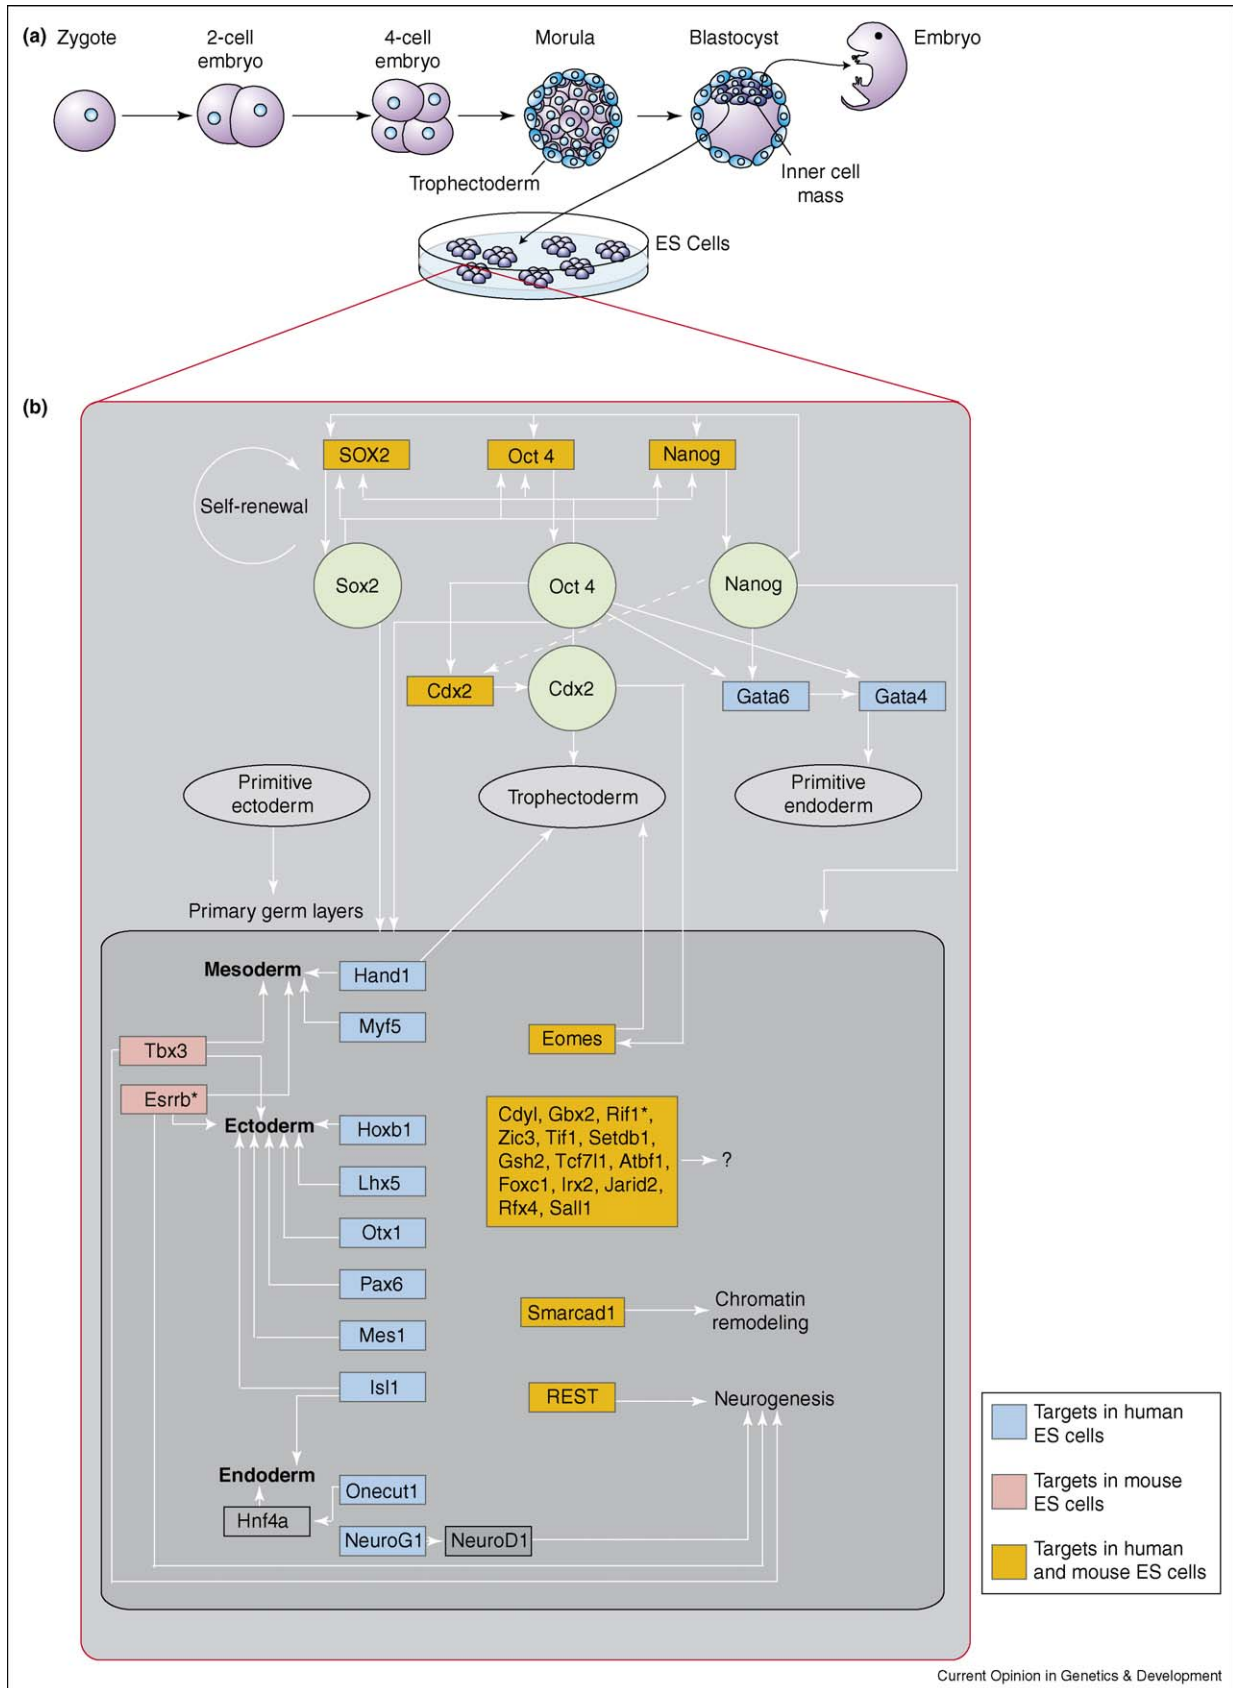 (a)
Zygote
2-cell
embryo
4-cell
embryo
Morula
Blastocyst
Embryo
Trophectoderm
Inner cell
mass
ES Cells
(b)
SOX2
Oct 4
Nanog
Self-renewal
Sox2
Oct 4
Nanog
Cdx2
Cdx2
Gata6
Gata4
Primitive
ectoderm
Trophectoderm
Primitive
endoderm
Primary germ layers
Mesoderm
Hand1
Myf5
Tbx3
Eomes
Esrrb*
Ectoderm
Hoxb1
Cdyl, Gbx2, Rif1*,
Zic3, Tif1, Setdb1,
Gsh2, Tcf7l1, Atbf1,
Foxc1, Irx2, Jarid2,
Rfx4, Sall1
?
Lhx5
Otx1
Pax6
Mes1
Smarcad1
Chromatin
remodeling
Isl1
REST
Neurogenesis
Endoderm
Onecut1
Hnf4a
NeuroG1
NeuroD1
Targets in human
ES cells
Targets in mouse
ES cells
Targets in human
and mouse ES cells
Current Opinion in Genetics & Development